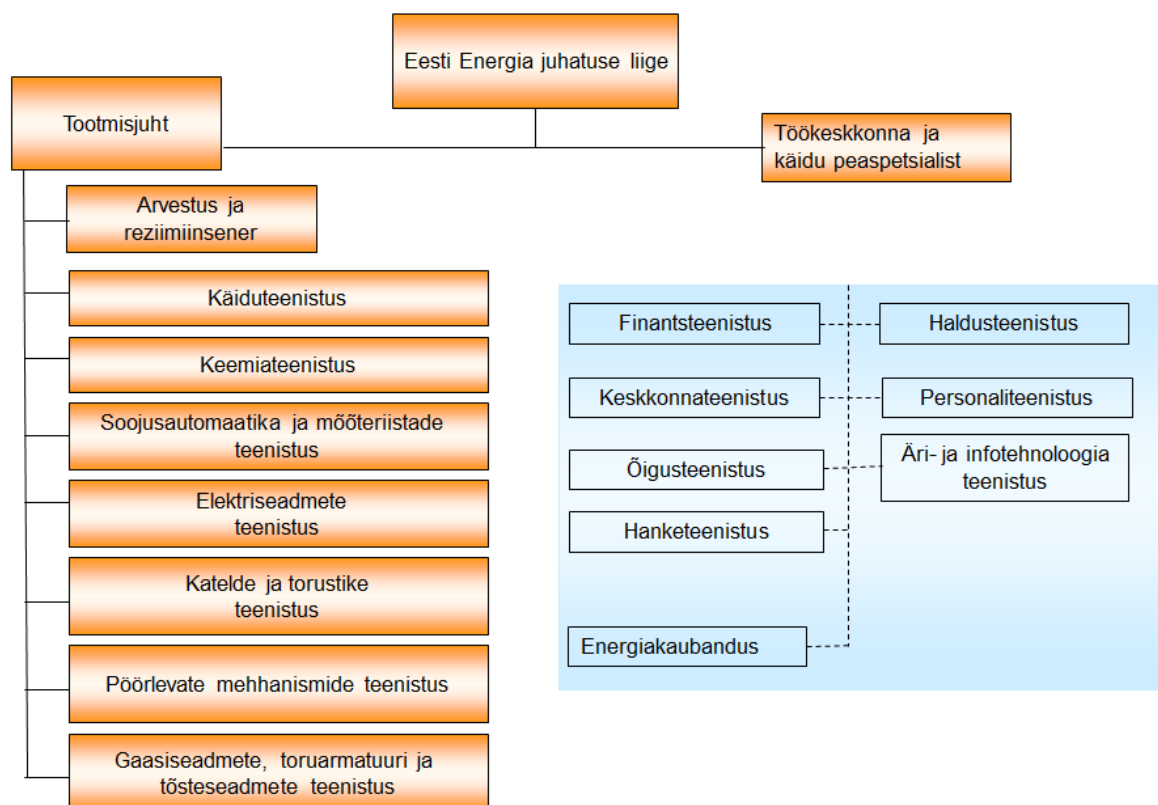 Eesti Energia juhatuse liige
Tootmisjuht
Töökeskkonna ja
käidu peaspetsialist
Arvestus ja
reziimiinsener
Käiduteenistus
Keemiateenistus
Soojusautomaatika ja mõõteriistade
teenistus
Elektriseadmete
teenistus
Katelde ja torustike
teenistus
Pöörlevate mehhanismide teenistus
Gaasiseadmete, toruarmatuuri ja
tõsteseadmete teenistus
Finantsteenistus
Haldusteenistus
Keskkonnateenistus
Personaliteenistus
Õigusteenistus
Äri- ja infotehnoloogia
teenistus
Hanketeenistus
Energiakaubandus